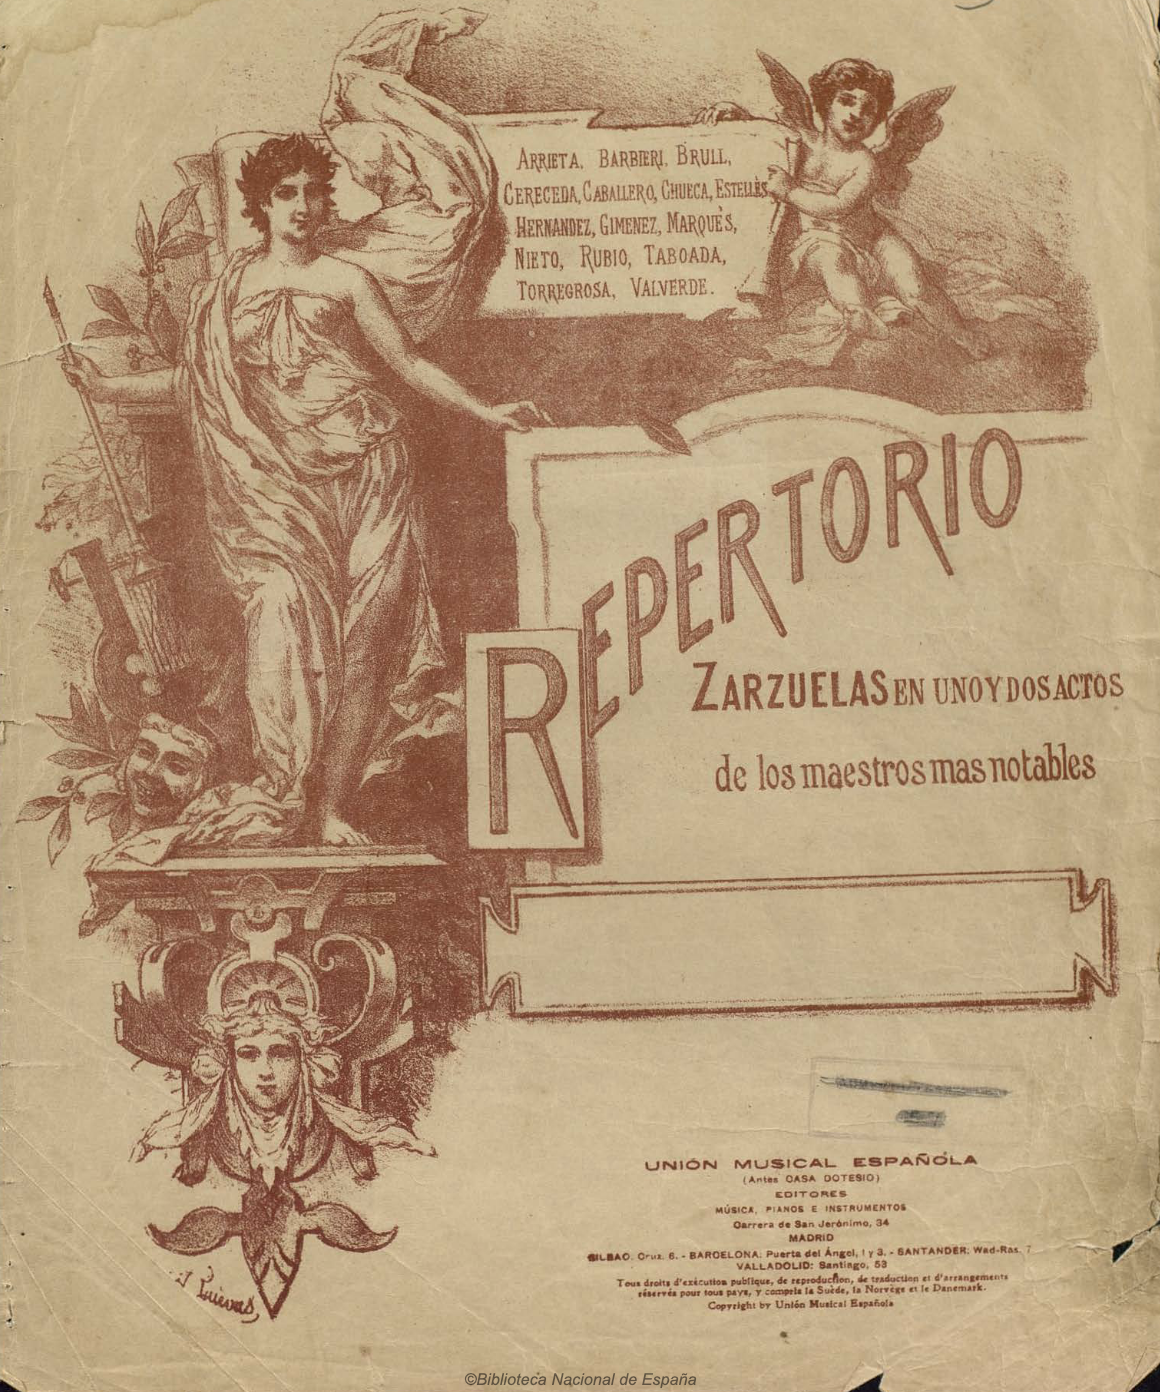 ARRIETA, BARBIERI, BRULL,
CERECEDA, CABALLERO, CHUECA, ESTELLÈS,
HERNANDEZ, GIMENEZ, MARQUÈS,
NIETO, RUBIO, TABOADA,
TORREGROSA, VALVERDE.
REPERTORIO
ZARZUELAS EN UNO Y DOS ACTOS
de los maestros mas notables
UNIÓN MUSICAL ESPAÑOLA
(Antes CASA DOTESIO)
EDITORES
MÚSICA, PIANOS E INSTRUMENTOS
Carrera de San Jerónimo, 34
MADRID
BILBAO: Cruz, 6. - BARCELONA: Puerta del Ángel, 1 y 3. - SANTANDER: Wad-Ras, 7
VALLADOLID: Santiago, 53
Tous droits d'exécution publique, de reproduction, de traduction et d'arrangements
réservés pour tous pays, y compris la Suède, la Norvège et le Danemark.
Copyright by Unión Musical Española
Cuevas
©Biblioteca Nacional de España